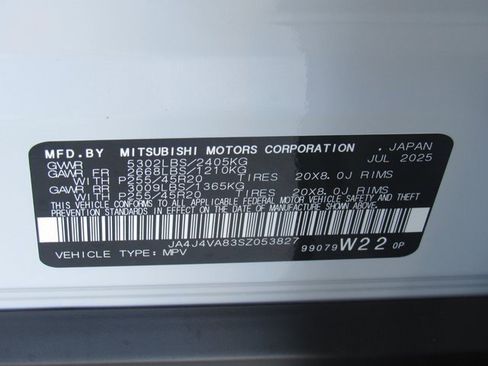 MFD.BY MITSUBISHI MOTORS CORPORATION . JAPAN
GVWR 5302LBS/2405KG JUL 2025
GAWR FR 2668LBS/1210KG
WITH P255/45R20 TIRES 20X8.0J RIMS
GAWR RR 3009LBS/1365KG
WITH P255/45R20 TIRES 20X8.0J RIMS
THIS VEHICLE CONFORMS TO ALL APPLICABLE FEDERAL MOTOR VEHICLE SAFETY, BUMPER, AND THEFT
PREVENTION STANDARDS IN EFFECT ON THE DATE OF MANUFACTURE SHOWN ABOVE.
JA4J4VA83SZ053827
VEHICLE TYPE: MPV 99079 W22 0P